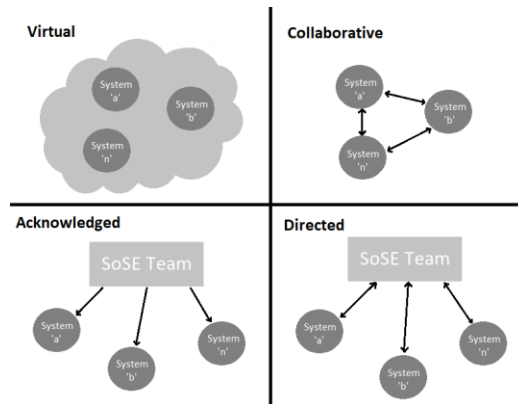 Virtual
System
'a'
System
'b'
System
'n'
Collaborative
System
'a'
System
'b'
System
'n'
Acknowledged
SoSE Team
System
'a'
System
'b'
System
'n'
Directed
SoSE Team
System
'a'
System
'b'
System
'n'